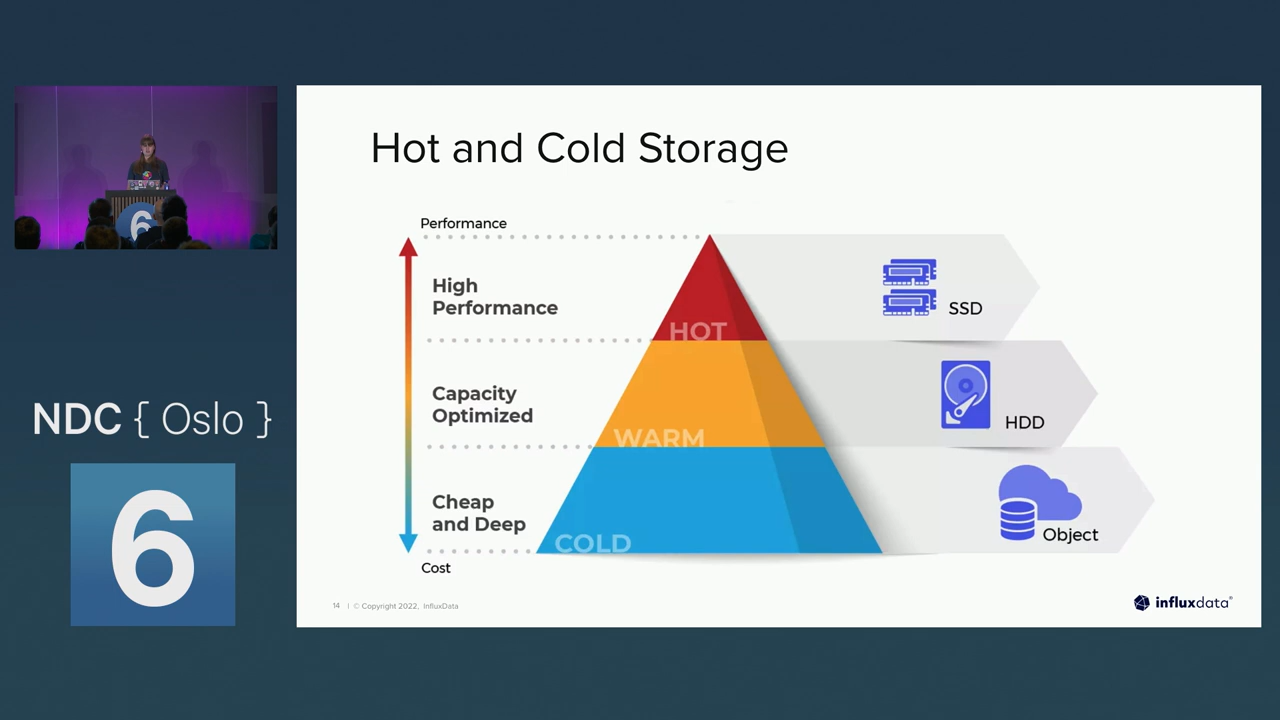 Hot and Cold Storage
Performance
High
Performance
HOT
SSD
Capacity
Optimized
WARM
HDD
Cheap
and Deep
COLD
Object
Cost
14 | © Copyright 2022, InfluxData
influxdata®
6
NDC { Oslo }
6